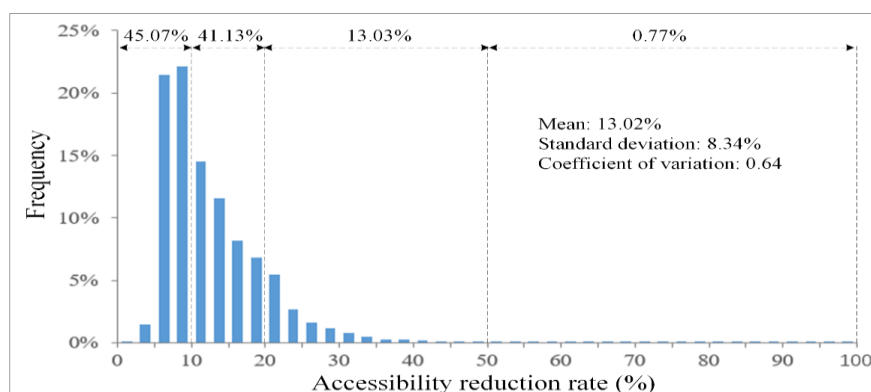 25%
45.07% 41.13% 13.03% 0.77%
20%
Mean: 13.02%
Standard deviation: 8.34%
15%
Coefficient of variation: 0.64
Frequency
10%
5%
0%
0 10 20 30 40 50 60 70 80 90 100
Accessibility reduction rate (%)